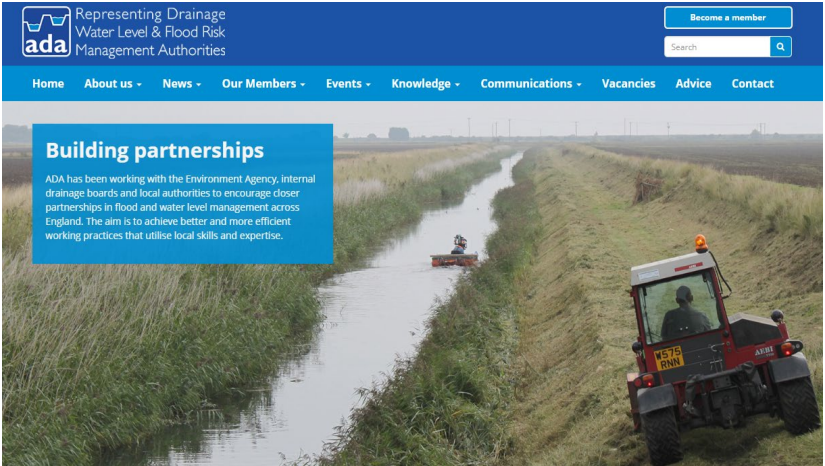 Representing Drainage
Water Level & Flood Risk
Management Authorities
ada
Become a member
Search
Home About us News Our Members Events Knowledge Communications Vacancies Advice Contact
Building partnerships
ADA has been working with the Environment Agency, internal
drainage boards and local authorities to encourage closer
partnerships in flood and water level management across
England. The aim is to achieve better and more efficient
working practices that utilise local skills and expertise.
WS75
RNN
AEBI